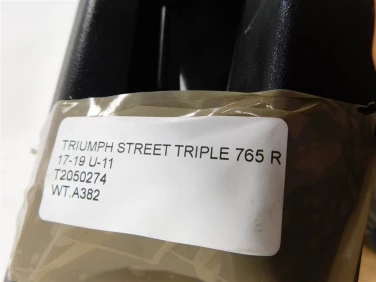 TRIUMPH STREET TRIPLE 765 R
17-19 U-11
T2050274
WT.A382